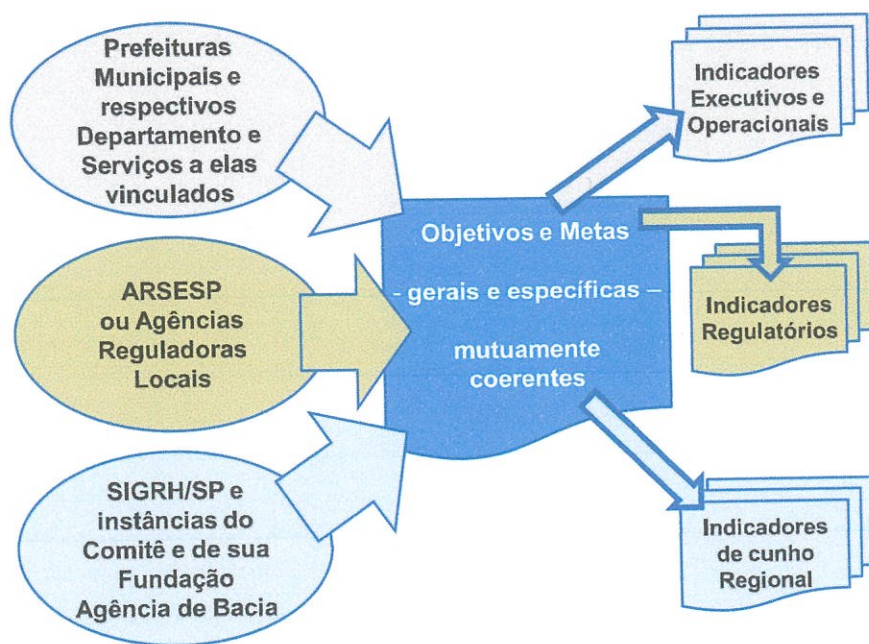 Prefeituras
Municipais e
respectivos
Departamento e
Serviços a elas
vinculados
ARSESP
ou Agências
Reguladoras
Locais
SIGRH/SP e
instâncias do
Comitê e de sua
Fundação
Agência de Bacia
Objetivos e Metas
- gerais e específicas –
mutuamente
coerentes
Indicadores
Executivos e
Operacionais
Indicadores
Regulatórios
Indicadores
de cunho
Regional